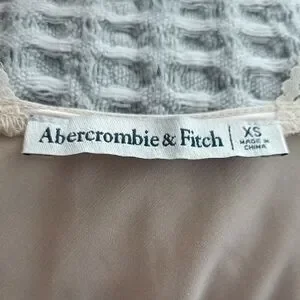 Abercrombie & Fitch
XS
MADE IN
CHINA